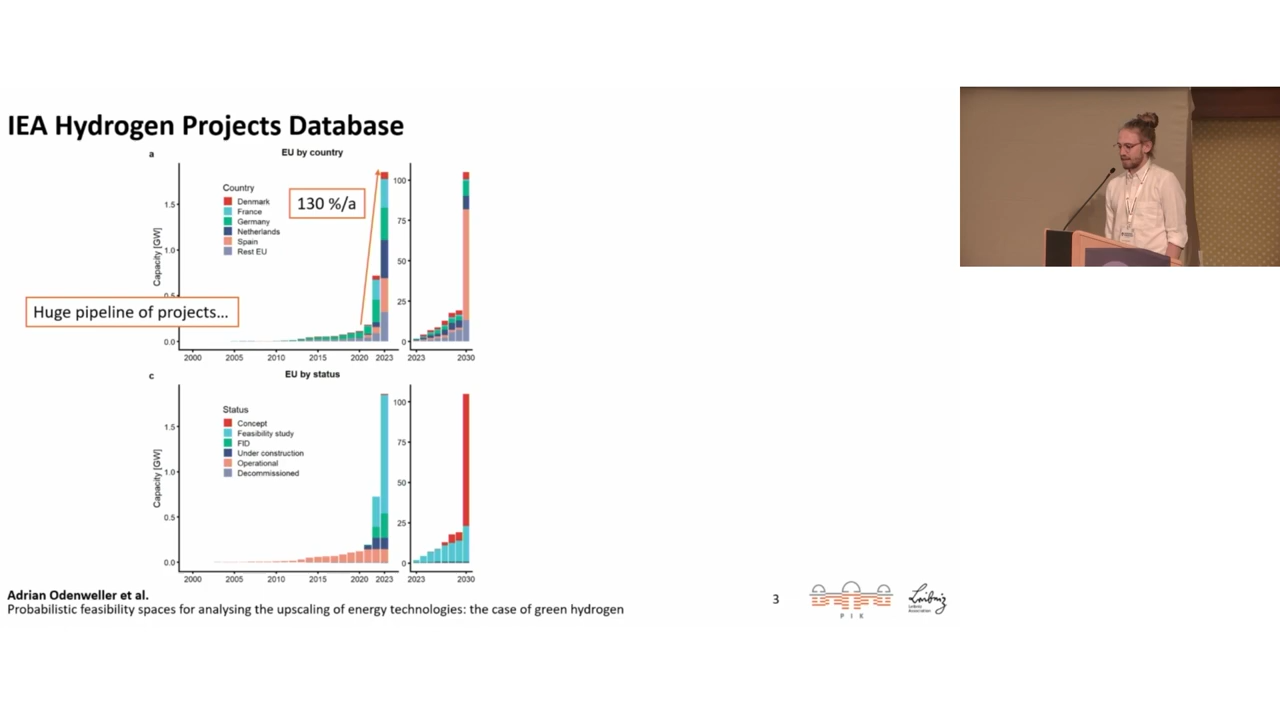 IEA Hydrogen Projects Database
a
EU by country
Capacity [GW]
1.5
1.0
0.5
0.0
Country
Denmark
France
Germany
Netherlands
Spain
Rest EU
130 %/a
2000 2005 2010 2015 2020 2023
100
75
50
25
0
2023 2030
Huge pipeline of projects...
c
EU by status
Capacity [GW]
1.5
1.0
0.5
0.0
Status
Concept
Feasibility study
FID
Under construction
Operational
Decommissioned
2000 2005 2010 2015 2020 2023
100
75
50
25
0
2023 2030
Adrian Odenweller et al.
Probabilistic feasibility spaces for analysing the upscaling of energy technologies: the case of green hydrogen
3
P I K
Leibniz
Leibniz
Association